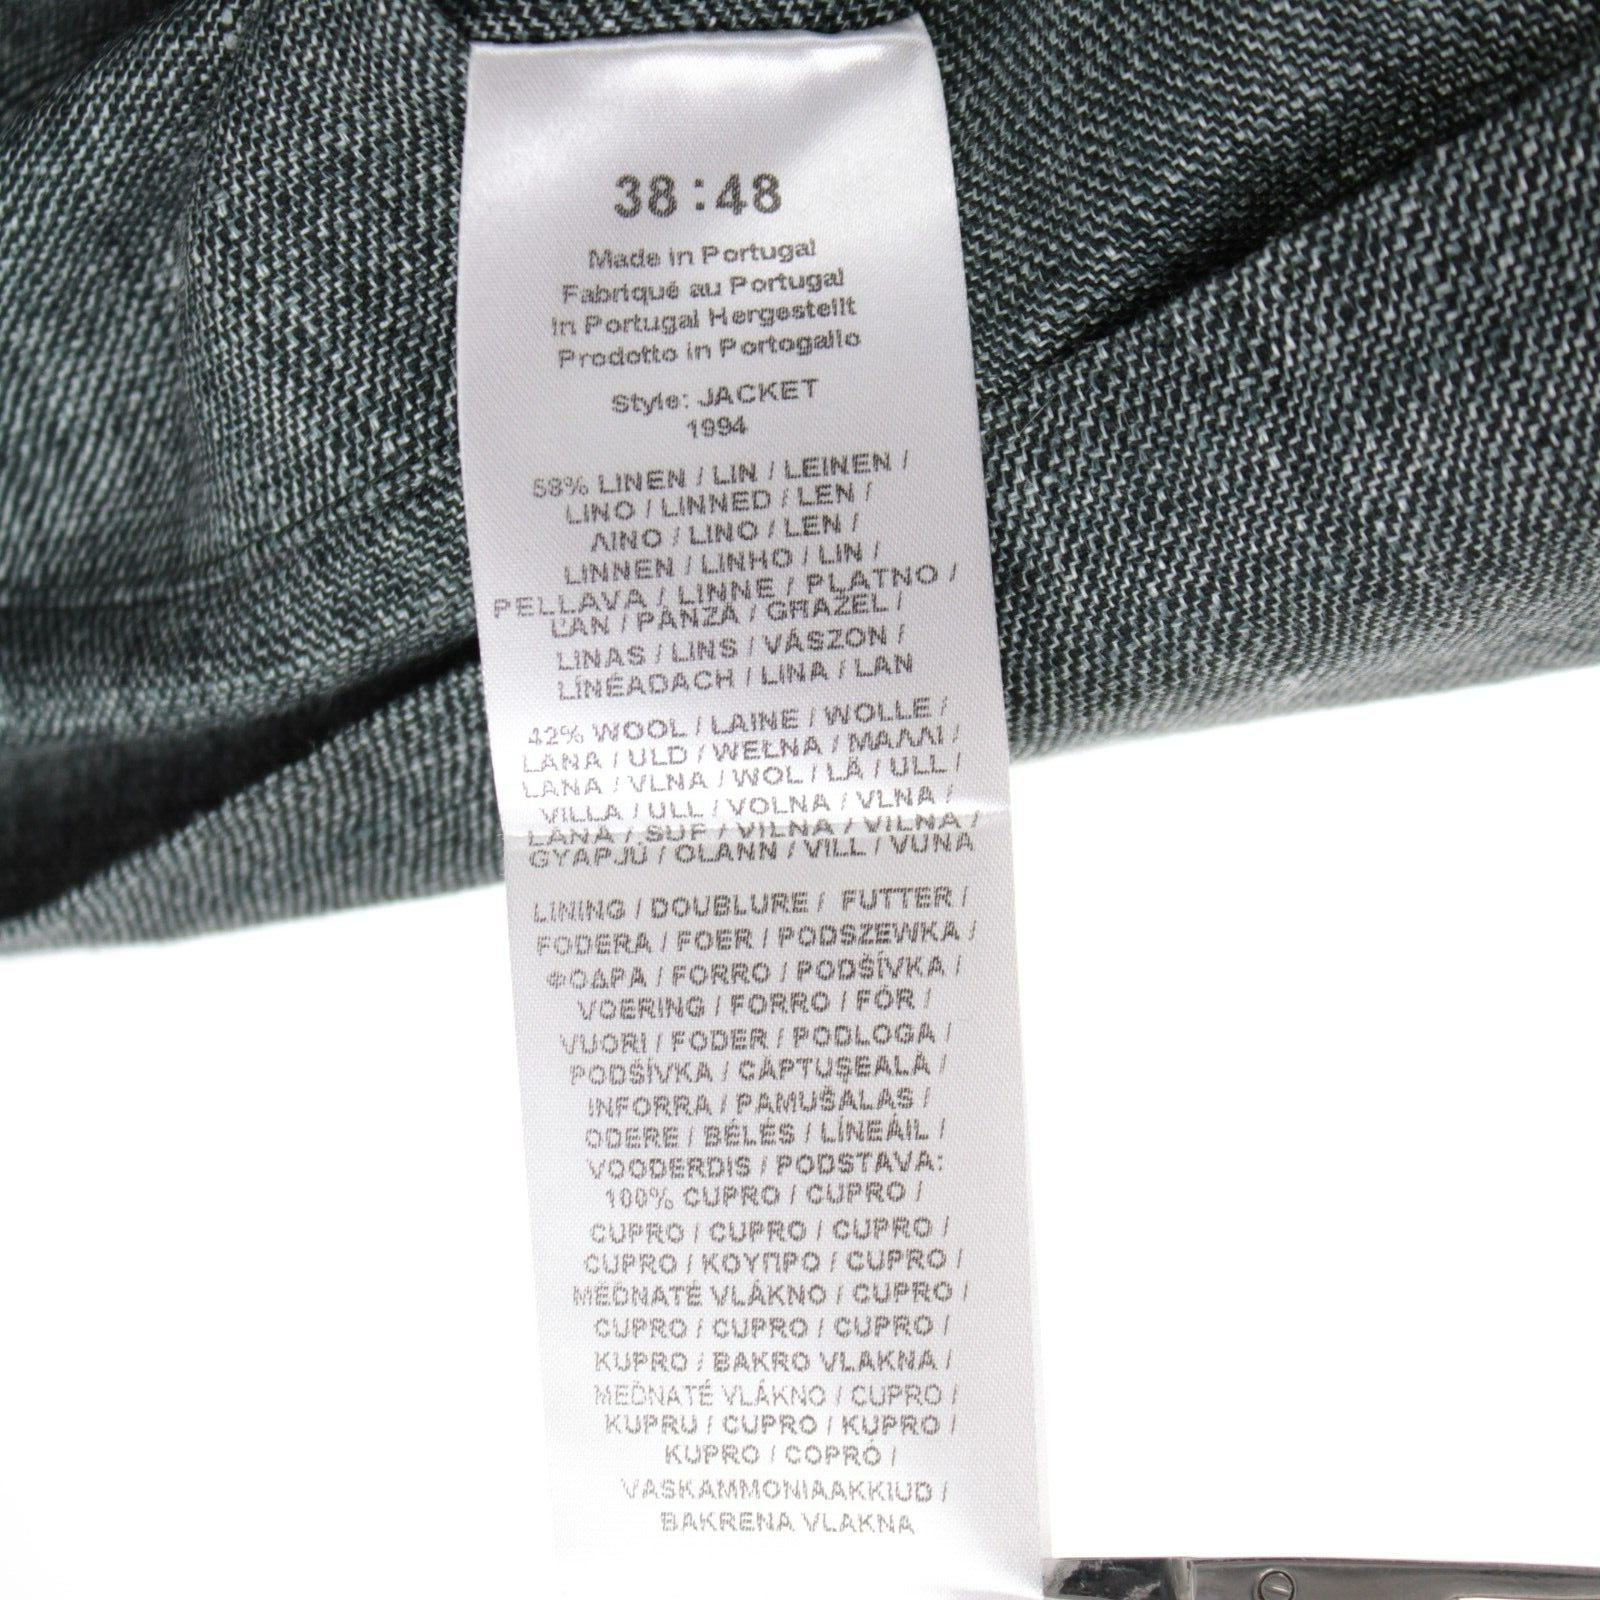 38:48
Made in Portugal
Fabriqué au Portugal
In Portugal Hergestellt
Prodotto in Portogallo
Style: JACKET
1994
58% LINEN / LIN / LEINEN /
LINO / LINNED / LEN /
ΛΙΝΟ / LINO / LEN /
LINNEN / LINHO / LIN /
PELLAVA / LINNE / PLATNO /
ĽAN / PÂNZA / GRAŽEL /
LINAS / LINS / VÁSZON /
LÍNÉADACH / LINA / LAN
42% WOOL / LAINE / WOLLE /
LANA / ULD / WEŁNA / ΜΑΛΛΙ /
LANA / VLNA / WOL / LÃ / ULL /
VILLA / ULL / VOLNA / VLNA /
LÂNA / SUF / VILNA / VILNA /
GYAPJÚ / OLANN / VILL / VUNA
LINING / DOUBLURE / FUTTER /
FODERA / FOER / PODSZEWKA /
ΦΟΔΡΑ / FORRO / PODŠÍVKA /
VOERING / FORRO / FÓR /
VUORI / FODER / PODLOGA /
PODŠÍVKA / CĂPTUŞEALĂ /
INFORRA / PAMUŠALAS /
ODERE / BÉLÉS / LÍNEÁIL /
VOODERDIS / PODSTAVA:
100% CUPRO / CUPRO /
CUPRO / CUPRO / CUPRO /
CUPRO / ΚΟΥΠΡΟ / CUPRO /
MĚĎNATÉ VLÁKNO / CUPRO /
CUPRO / CUPRO / CUPRO /
KUPRO / BAKRO VLAKNA /
MEĎNATÉ VLÁKNO / CUPRO /
KUPRU / CUPRO / KUPRO /
KUPRO / COPRÓ /
VASKAMMONIAAKKIUD /
BAKRENA VLAKNA